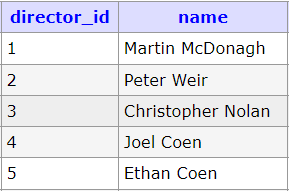 director_id name
1 Martin McDonagh
2 Peter Weir
3 Christopher Nolan
4 Joel Coen
5 Ethan Coen